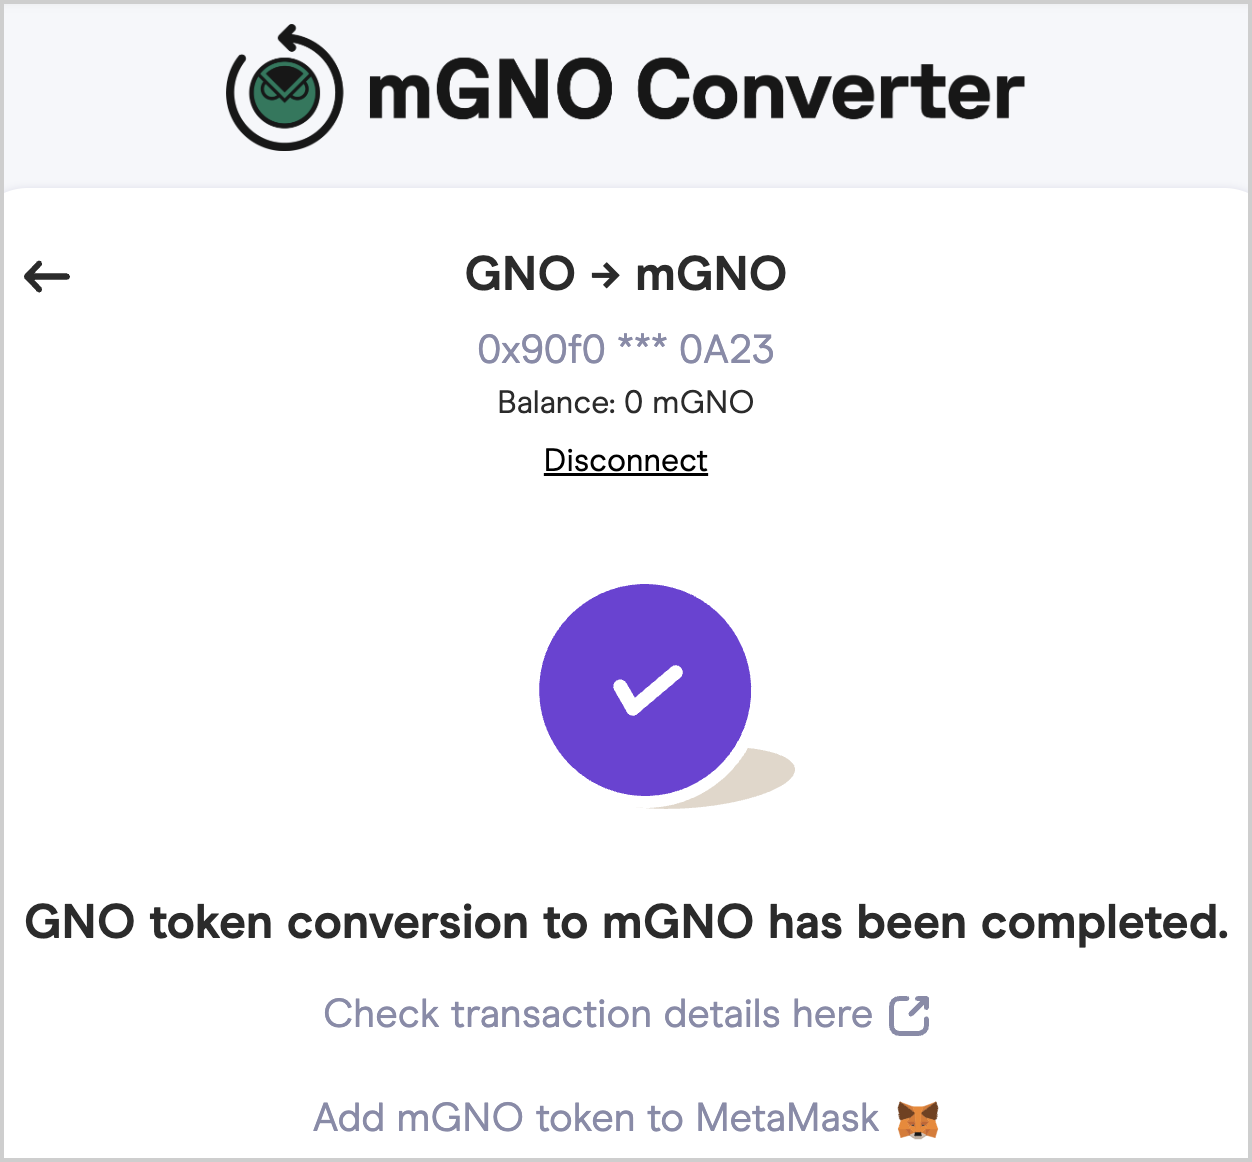 mGNO Converter
GNO → mGNO
0x90f0 *** 0A23
Balance: 0 mGNO
Disconnect
GNO token conversion to mGNO has been completed.
Check transaction details here
Add mGNO token to MetaMask